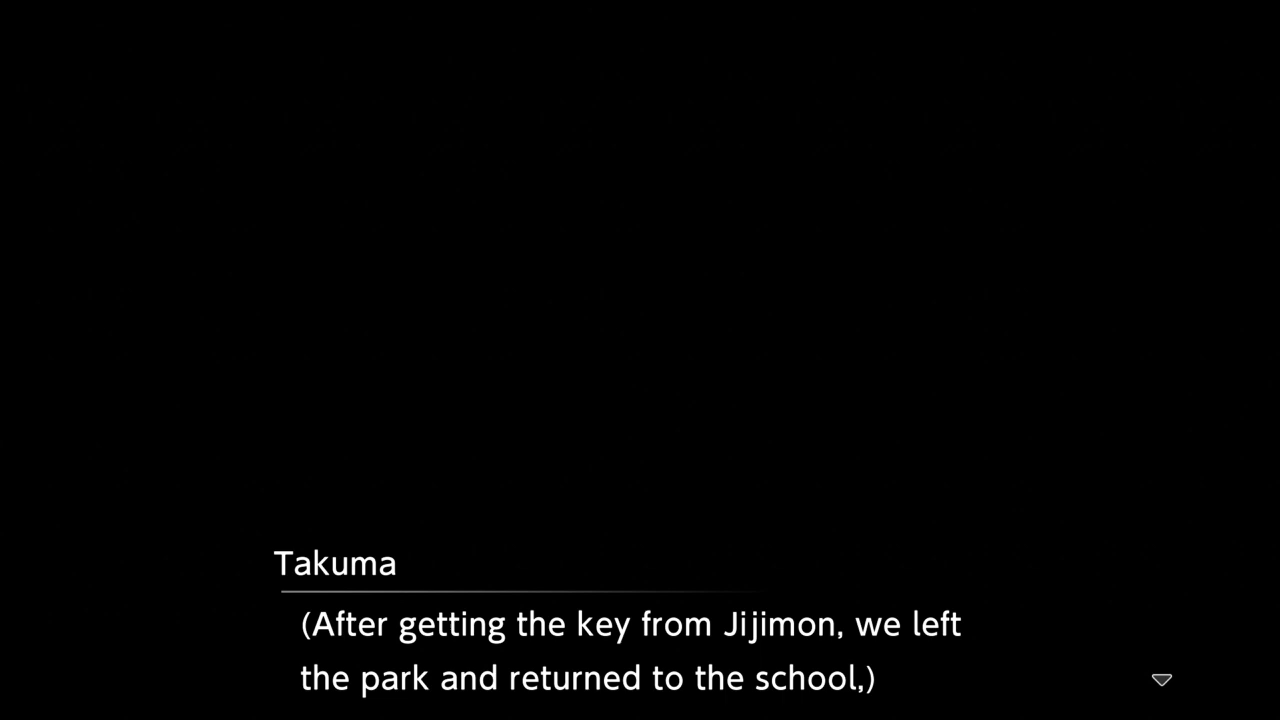 Takuma
(After getting the key from Jijimon, we left
the park and returned to the school,)